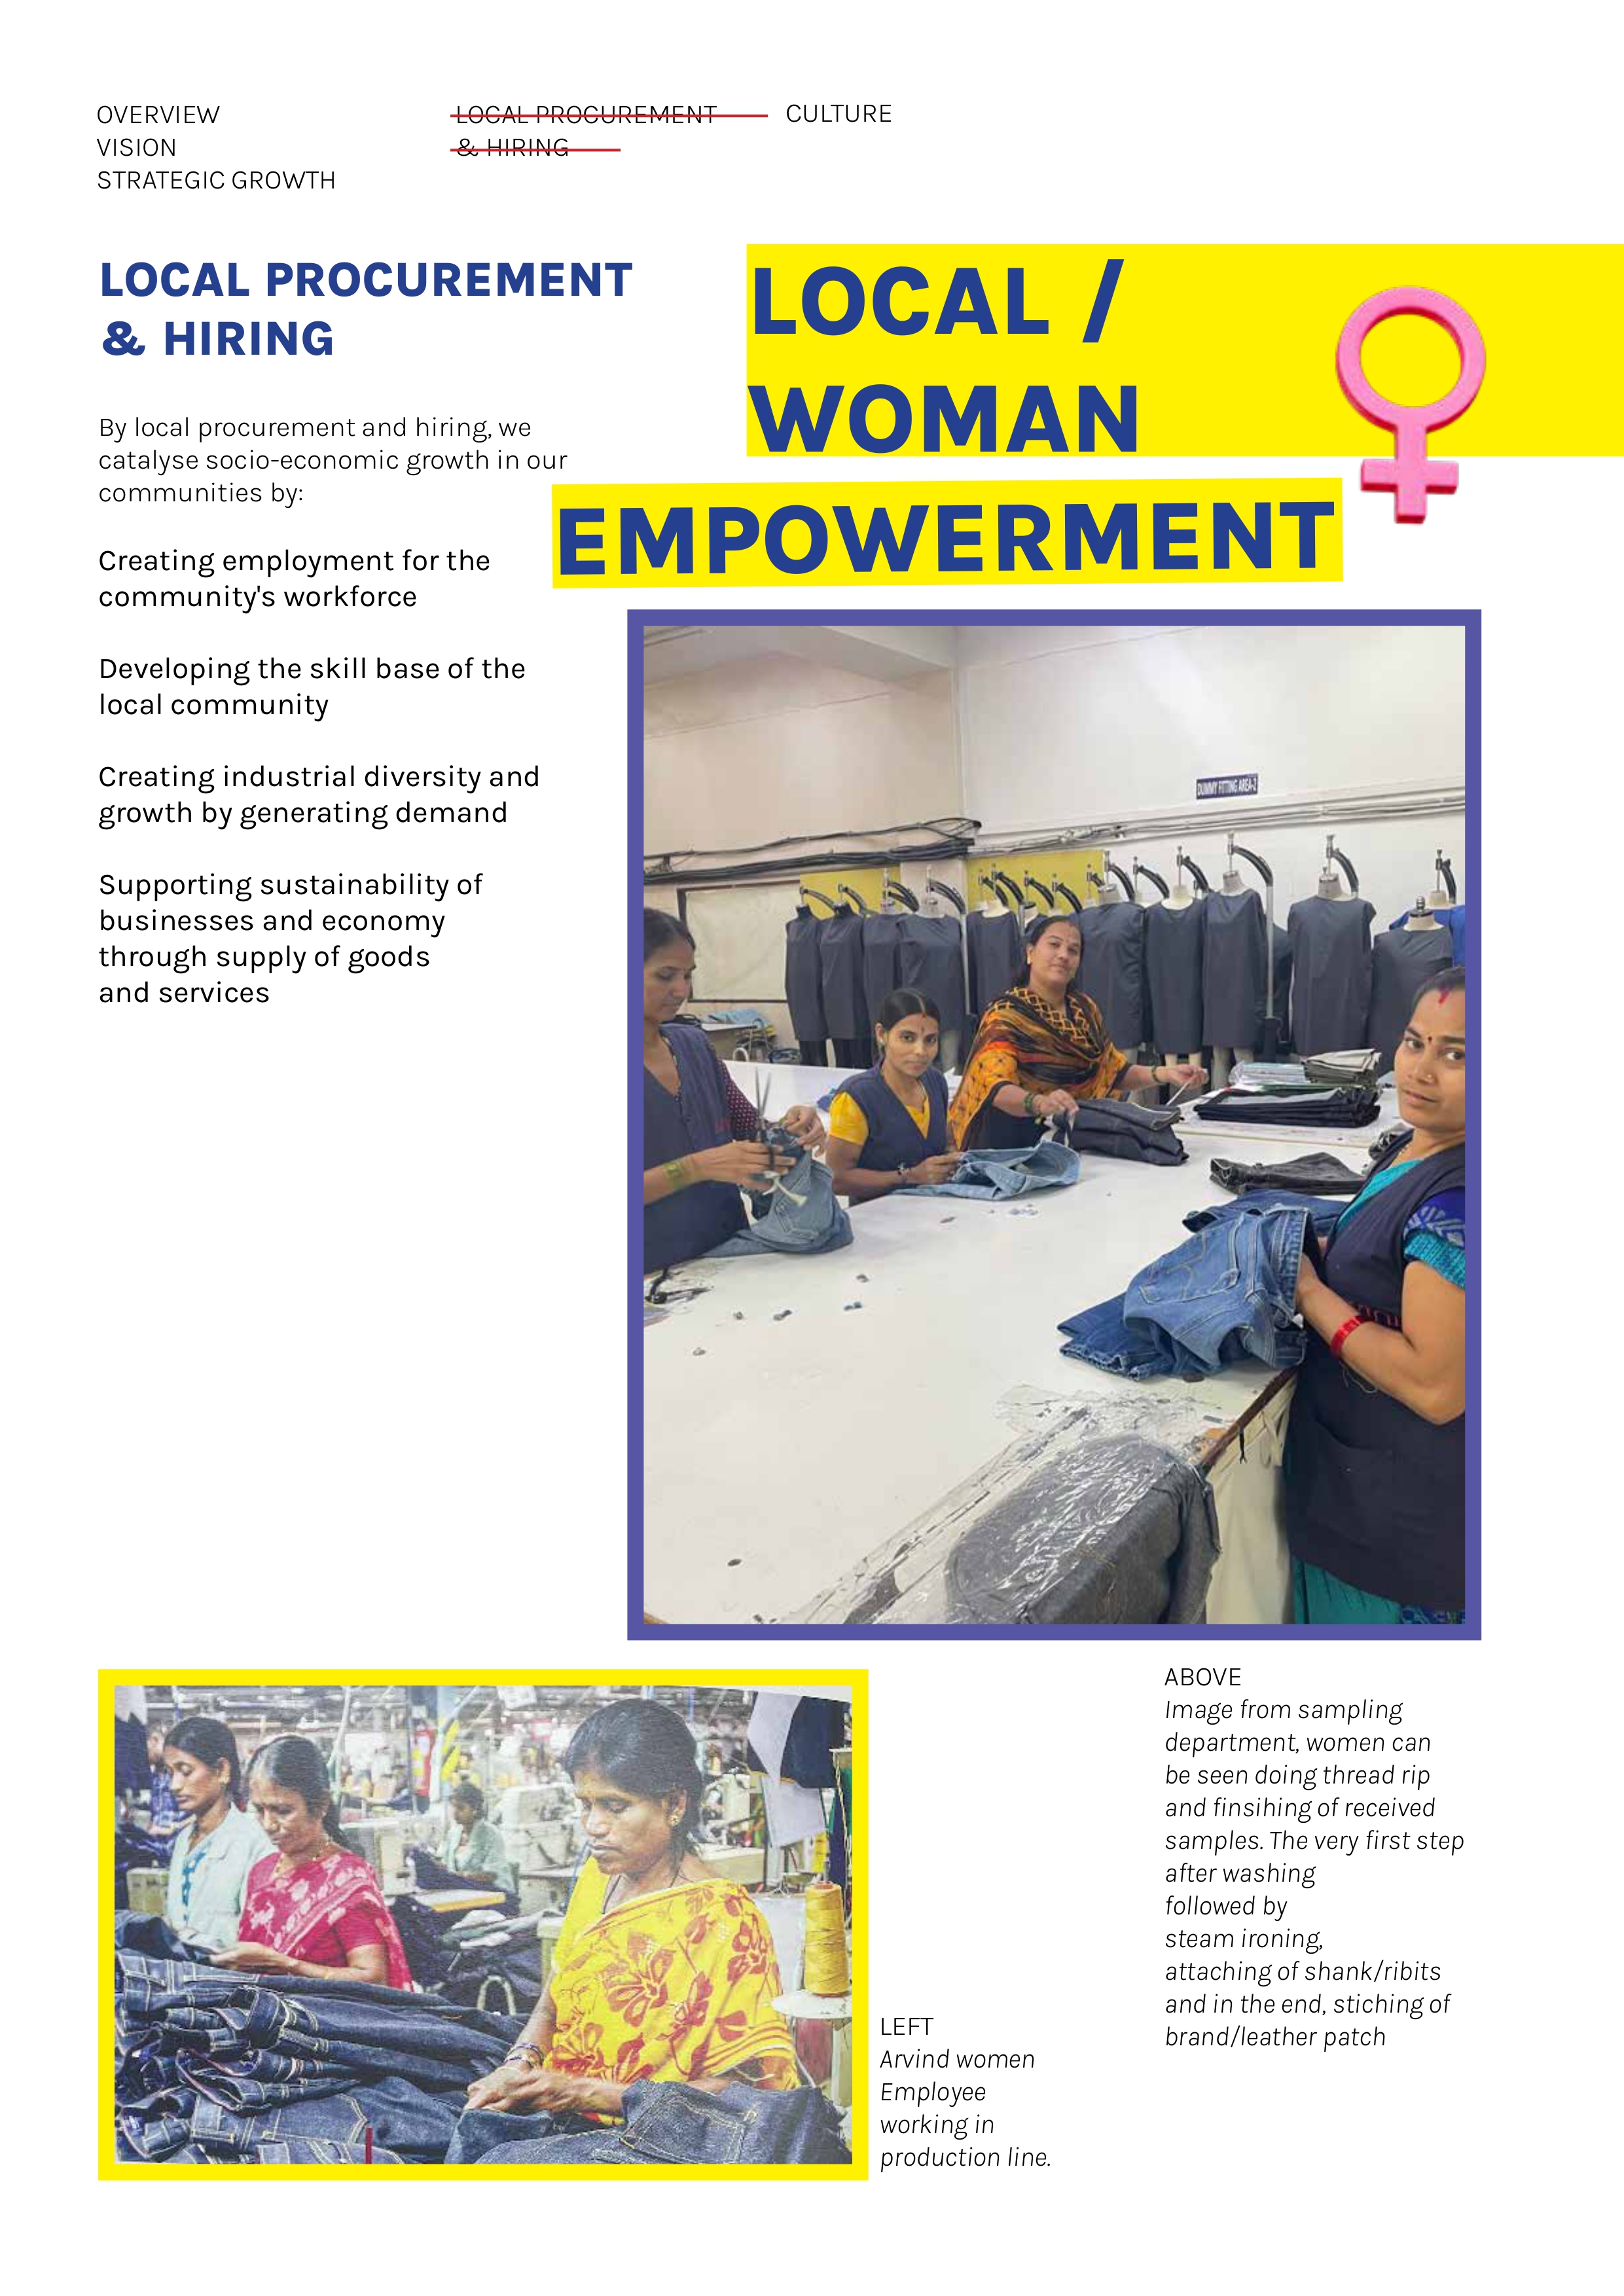 OVERVIEW
VISION
STRATEGIC GROWTH
LOCAL PROCUREMENT
& HIRING
CULTURE
LOCAL PROCUREMENT
& HIRING
By local procurement and hiring, we
catalyse socio-economic growth in our
communities by:
Creating employment for the
community's workforce
Developing the skill base of the
local community
Creating industrial diversity and
growth by generating demand
Supporting sustainability of
businesses and economy
through supply of goods
and services
LOCAL /
WOMAN
EMPOWERMENT
DUMMY FITTING AREA-2
ABOVE
Image from sampling
department, women can
be seen doing thread rip
and finsihing of received
samples. The very first step
after washing
followed by
steam ironing,
attaching of shank/ribits
and in the end, stiching of
brand/leather patch
LEFT
Arvind women
Employee
working in
production line.